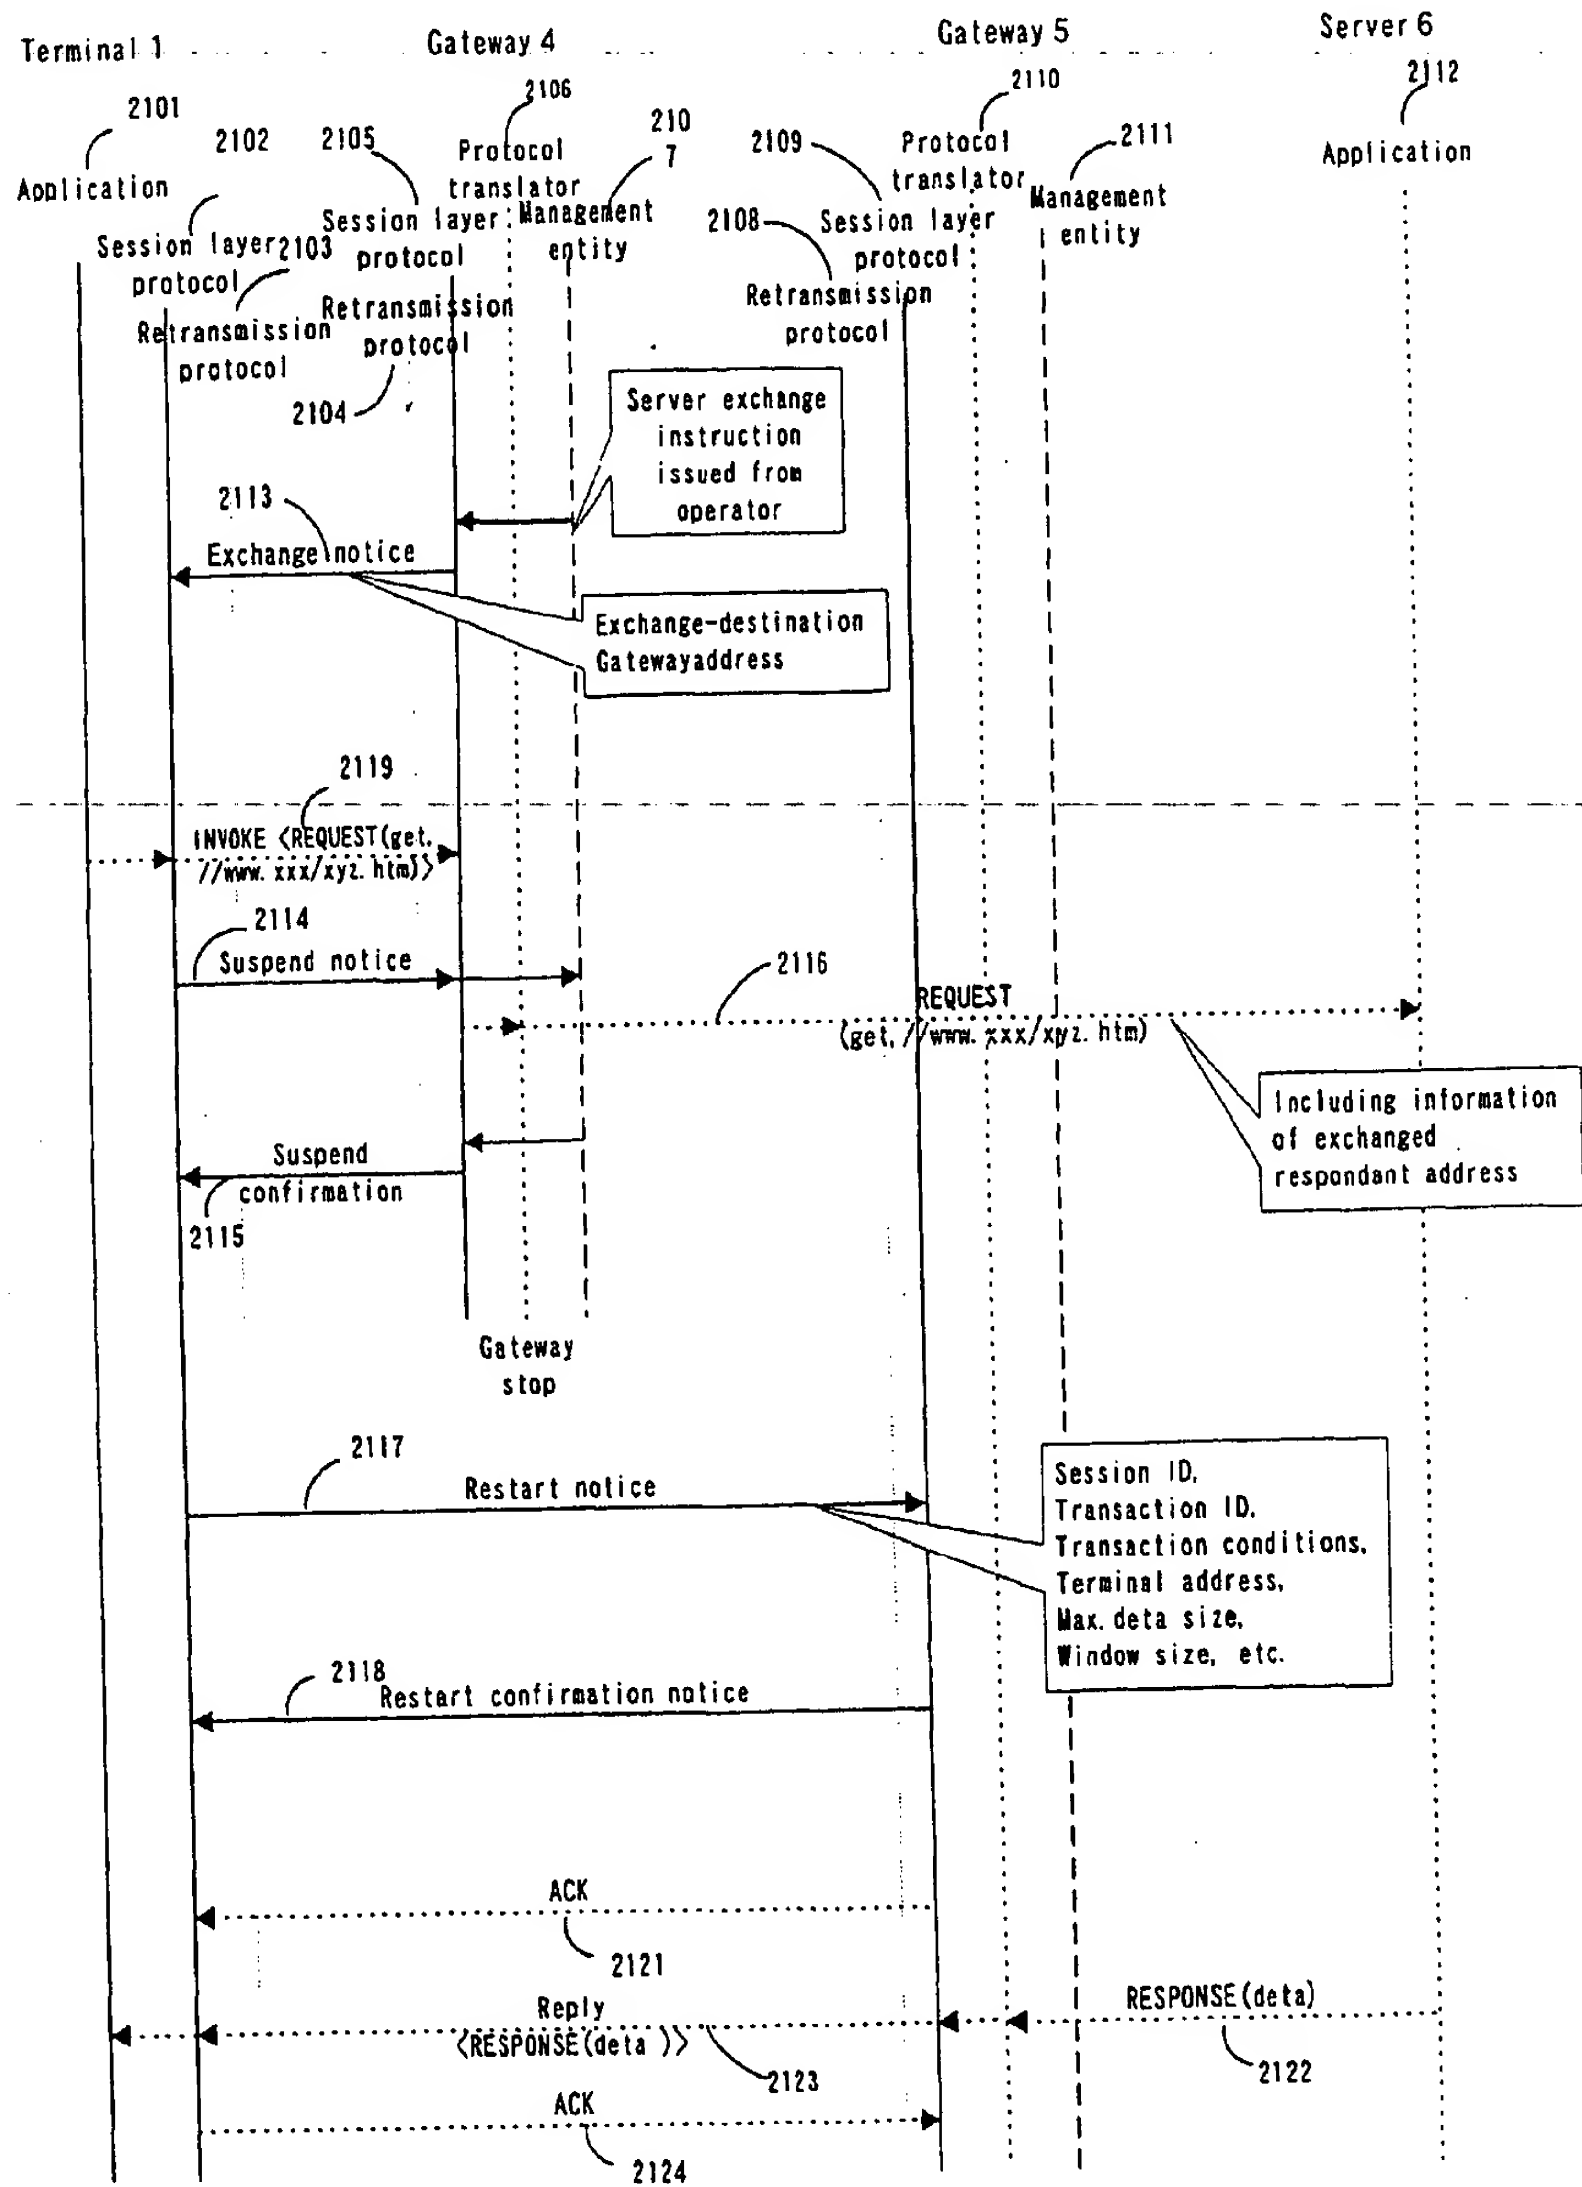 Terminal 1
Gateway 4
Gateway 5
Server 6
2101
2102
2105
2106
210
7
2109
2110
2111
2112
Application
Session layer
protocol
2103
Retransmission
protocol
Session layer
protocol
Retransmission
protocol
2104
Protocol
translator
Management
entity
2108
Session layer
protocol
Retransmission
protocol
Protocol
translator
Management
entity
Application
Server exchange
instruction
issued from
operator
2113
Exchange notice
Exchange-destination
Gatewayaddress
2119
INVOKE <REQUEST(get.
//www.xxx/xyz.htm)>
2114
Suspend notice
2116
REQUEST
(get,//www.xxx/xyz.htm)
Including information
of exchanged
respondant address
Suspend
confirmation
2115
Gateway
stop
2117
Restart notice
Session ID,
Transaction ID,
Transaction conditions,
Terminal address,
Max.deta size,
Window size, etc.
2118
Restart confirmation notice
ACK
2121
RESPONSE(deta)
Reply
<RESPONSE(deta )>
2123
2122
ACK
2124